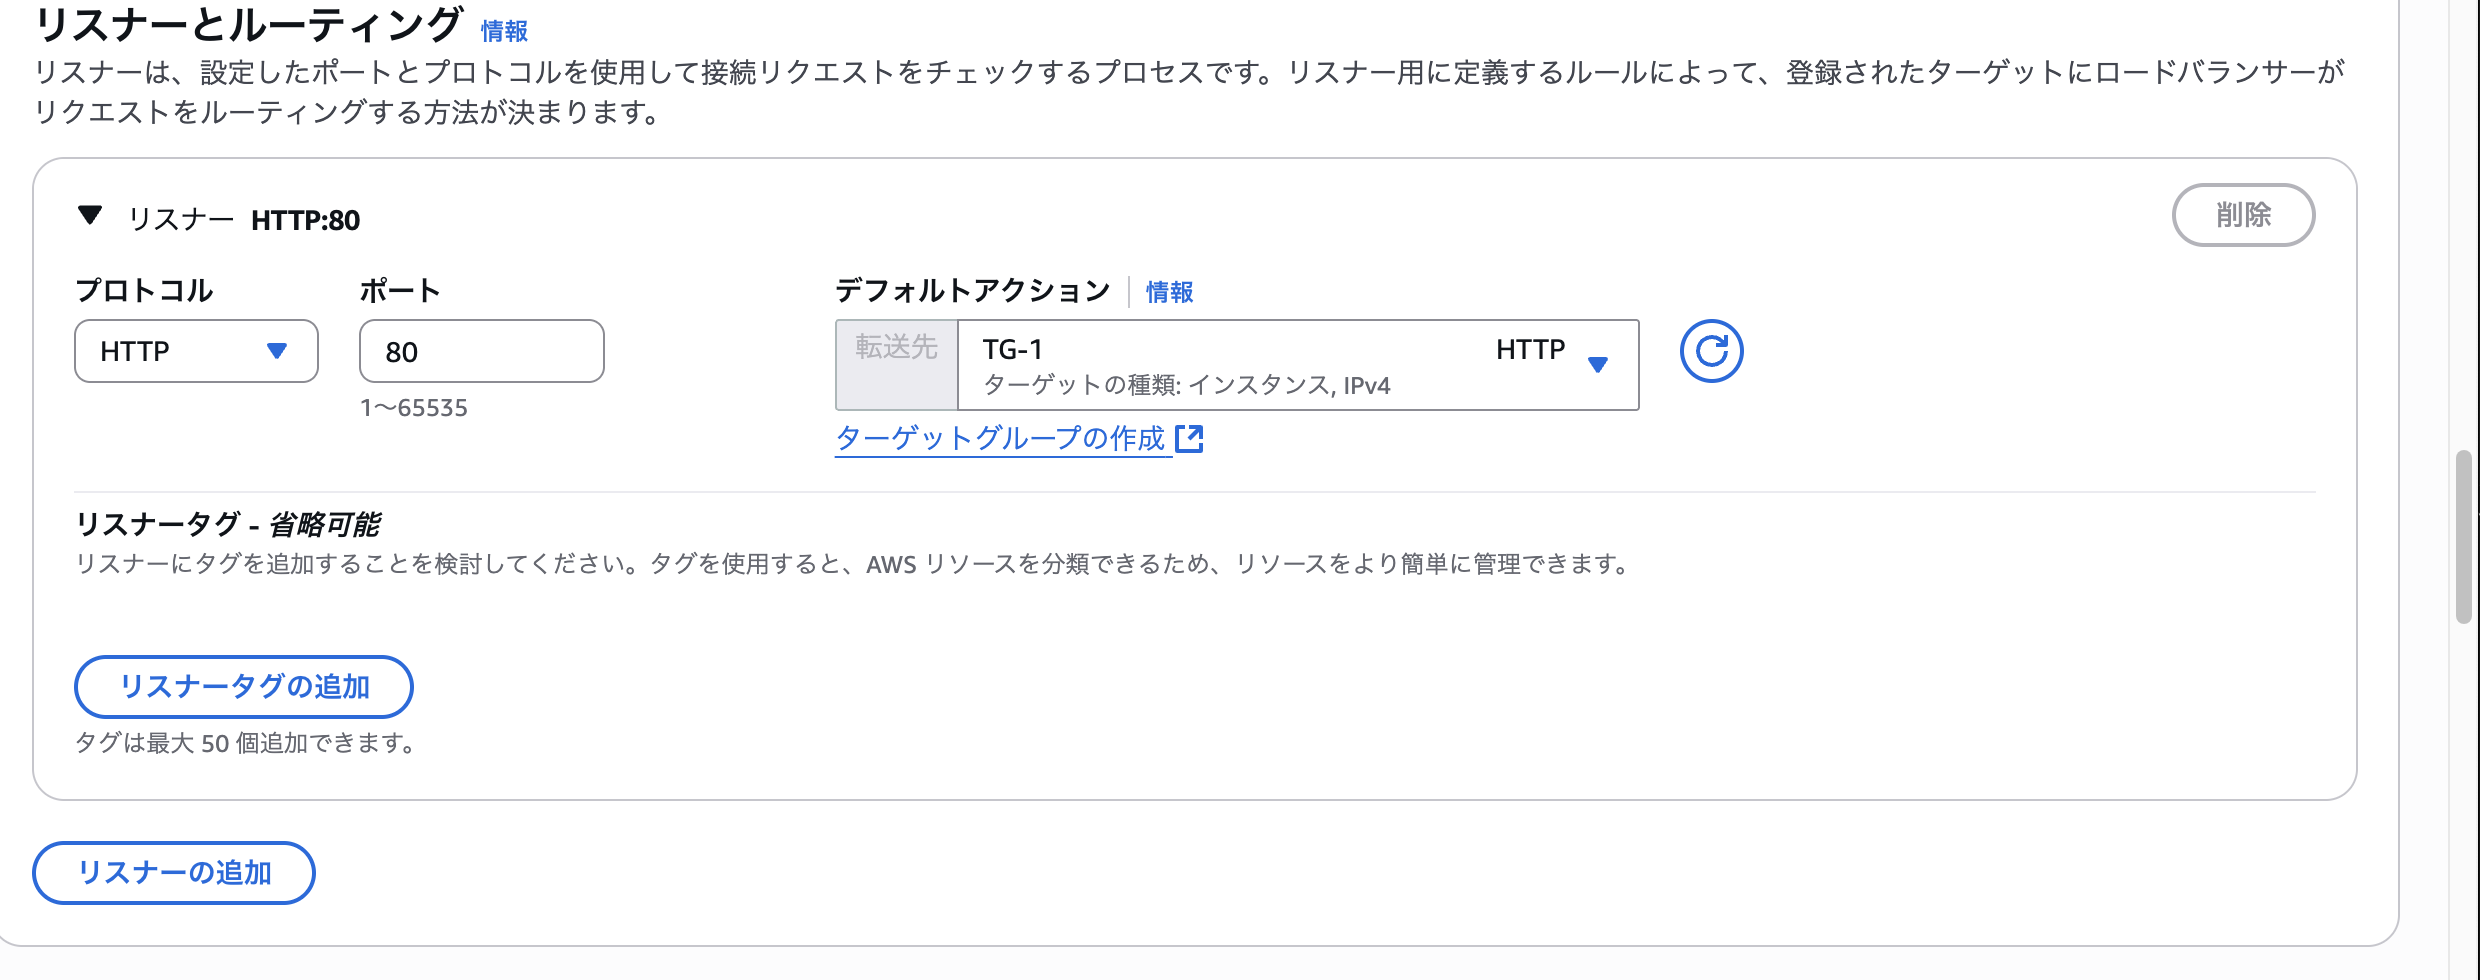 リスナーとルーティング 情報
リスナーは、設定したポートとプロトコルを使用して接続リクエストをチェックするプロセスです。リスナー用に定義するルールによって、登録されたターゲットにロードバランサーが
リクエストをルーティングする方法が決まります。
リスナー HTTP:80
削除
プロトコル
ポート
デフォルトアクション 情報
HTTP
80
転送先
TG-1
HTTP
ターゲットの種類: インスタンス, IPv4
1〜65535
ターゲットグループの作成
リスナータグ - 省略可能
リスナーにタグを追加することを検討してください。タグを使用すると、AWS リソースを分類できるため、リソースをより簡単に管理できます。
リスナータグの追加
タグは最大 50 個追加できます。
リスナーの追加